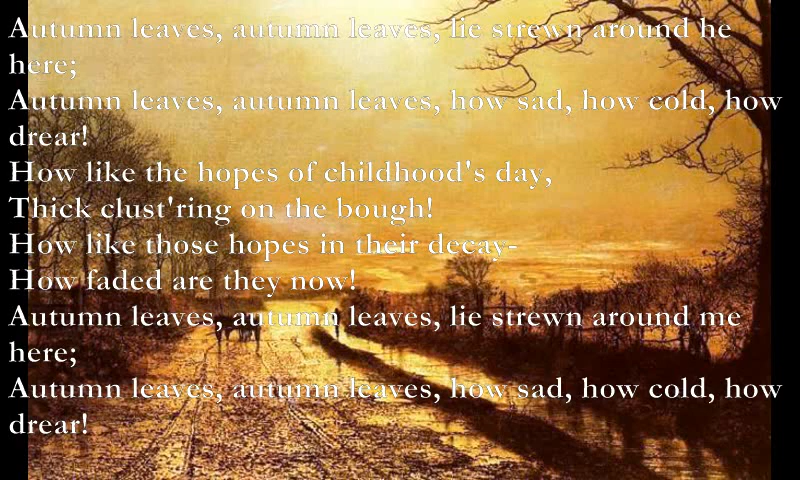 Autumn leaves, autumn leaves, lie strewn around he
here;
Autumn leaves, autumn leaves, how sad, how cold, how
drear!
How like the hopes of childhood's day,
Thick clust'ring on the bough!
How like those hopes in their decay-
How faded are they now!
Autumn leaves, autumn leaves, lie strewn around me
here;
Autumn leaves, autumn leaves, how sad, how cold, how
drear!